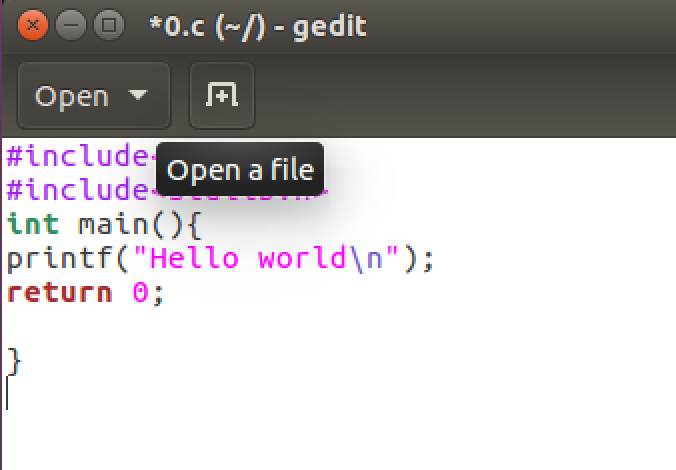 *0.c (~/) - gedit
Open
#include<
Open a file
#include<
int main(){
printf("Hello world\n");
return 0;
}